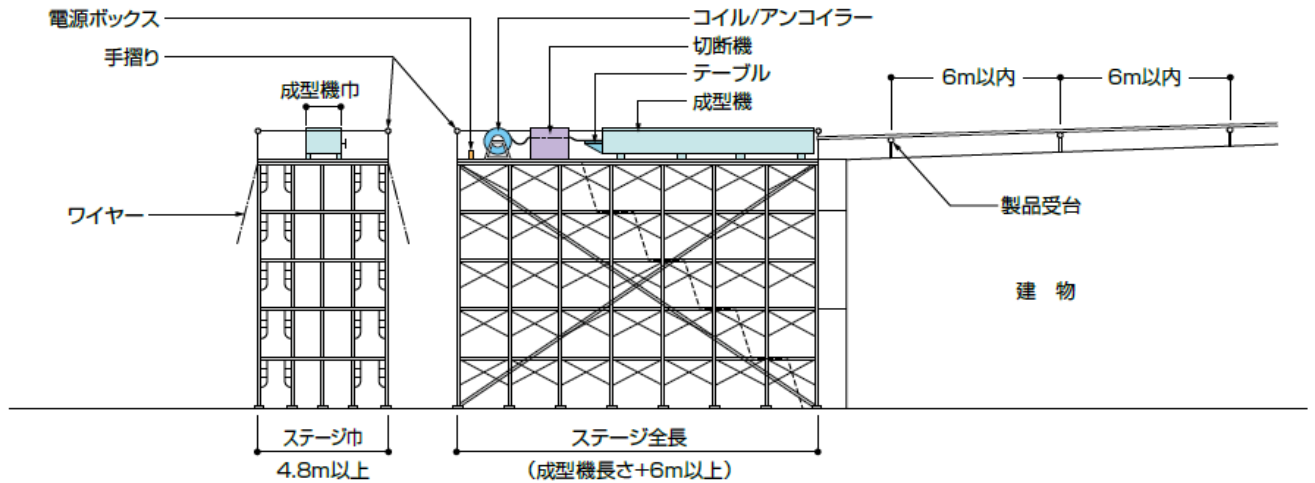 電源ボックス
手摺り
成型機巾
ワイヤー
コイル/アンコイラー
切断機
テーブル
成型機
6m以内
6m以内
製品受台
建 物
ステージ巾
4.8m以上
ステージ全長
(成型機長さ+6m以上)